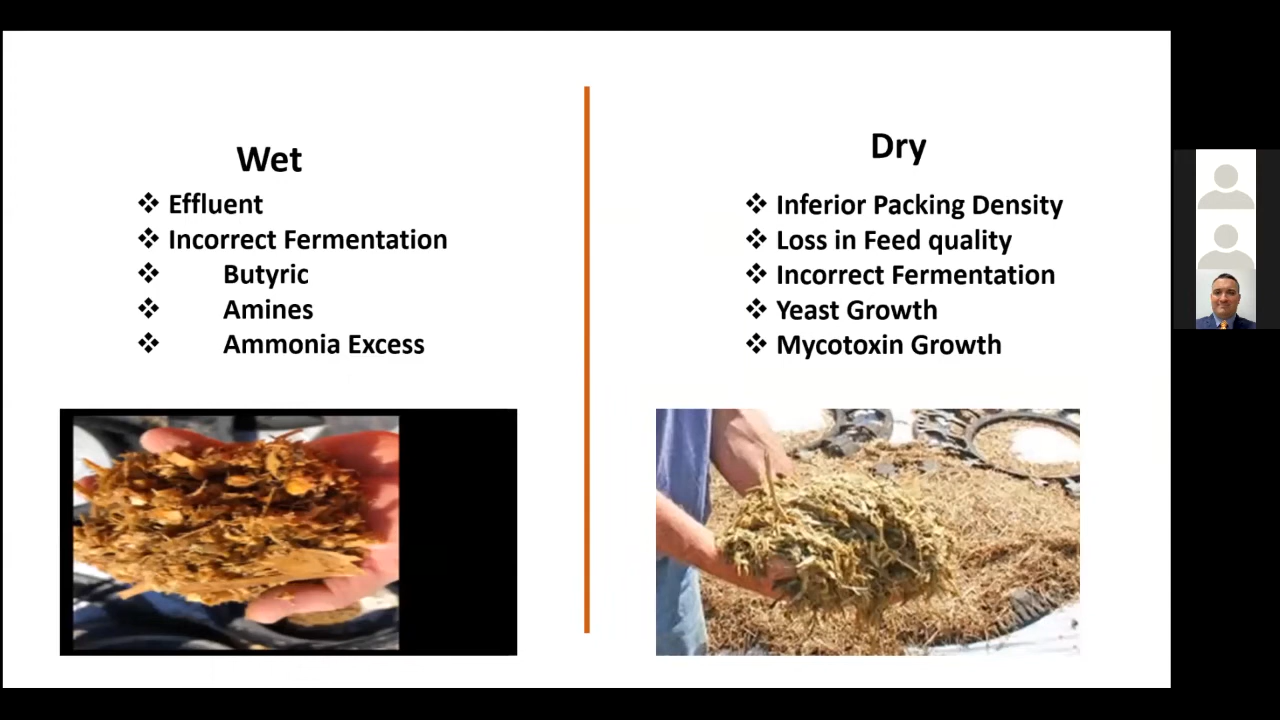 Wet
❖ Effluent
❖ Incorrect Fermentation
❖ Butyric
❖ Amines
❖ Ammonia Excess
Dry
❖ Inferior Packing Density
❖ Loss in Feed quality
❖ Incorrect Fermentation
❖ Yeast Growth
❖ Mycotoxin Growth